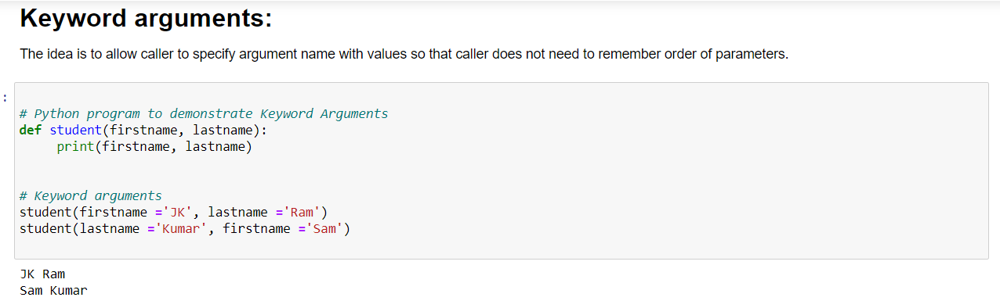 Keyword arguments:
The idea is to allow caller to specify argument name with values so that caller does not need to remember order of parameters.
:
# Python program to demonstrate Keyword Arguments
def student(firstname, lastname):
     print(firstname, lastname)
# Keyword arguments
student(firstname ='JK', lastname ='Ram')
student(lastname ='Kumar', firstname ='Sam')
JK Ram
Sam Kumar